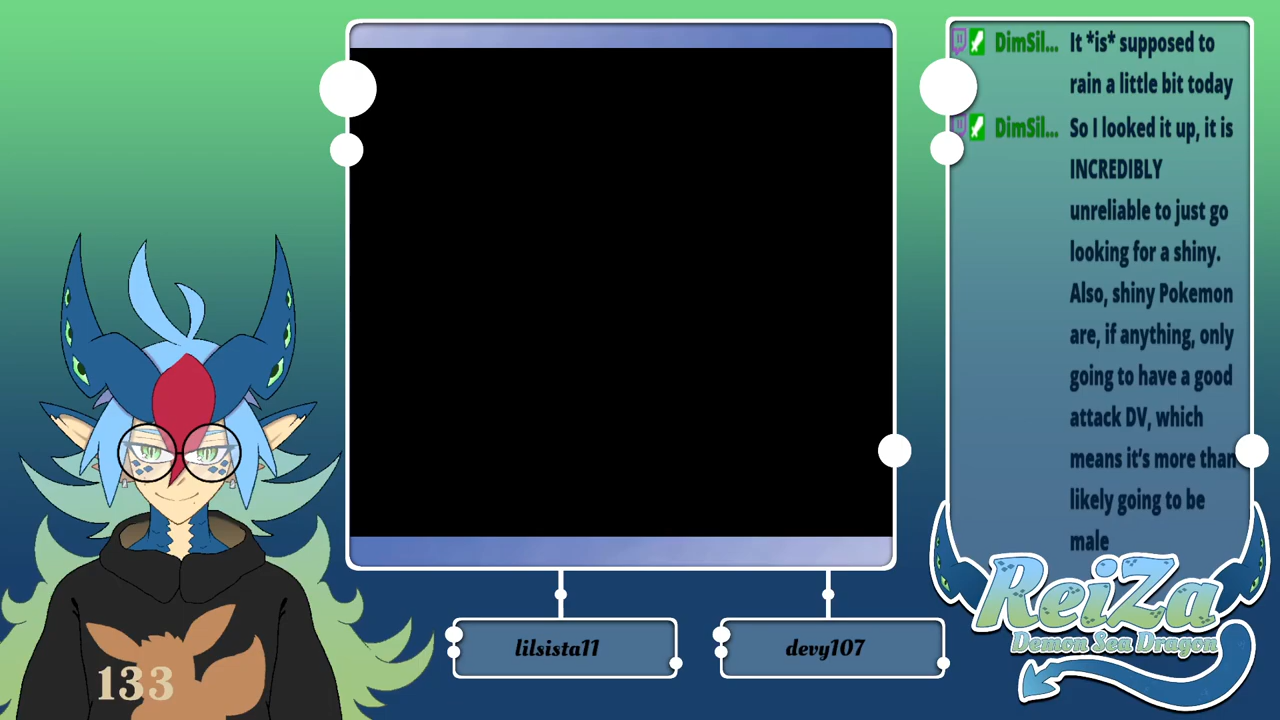 DimSil... It *is* supposed to
rain a little bit today
DimSil... So I looked it up, it is
INCREDIBLY
unreliable to just go
looking for a shiny.
Also, shiny Pokemon
are, if anything, only
going to have a good
attack DV, which
means it’s more than
likely going to be
male
ReiZa
Demon Sea Dragon
lilsista11
devy107
133